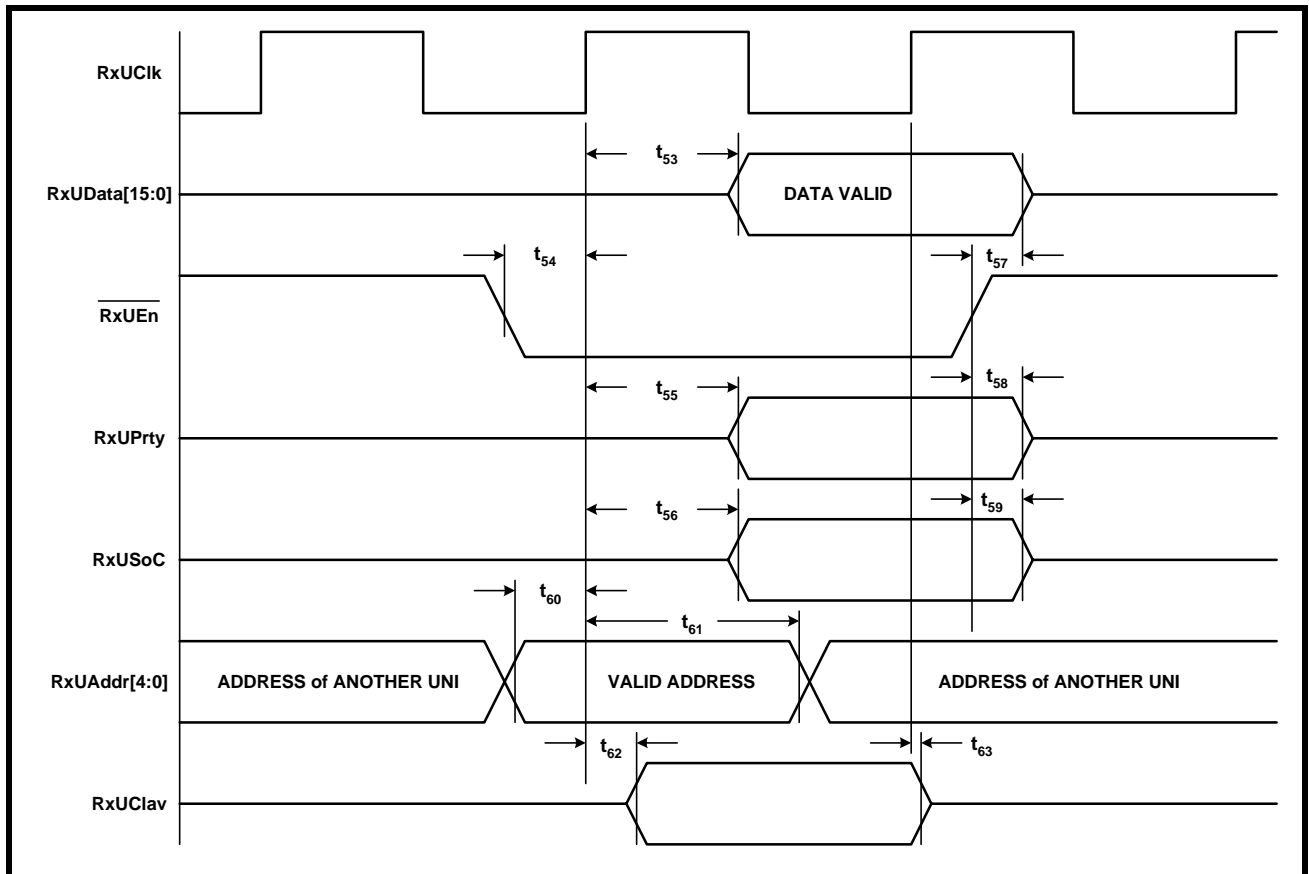 RxUClk
t53
RxUData[15:0]
DATA VALID
t54
t57
RxUEn
t55
t58
RxUPrty
t56
t59
RxUSoC
t60
t61
RxUAddr[4:0]
ADDRESS of ANOTHER UNI
VALID ADDRESS
ADDRESS of ANOTHER UNI
t62
t63
RxUClav